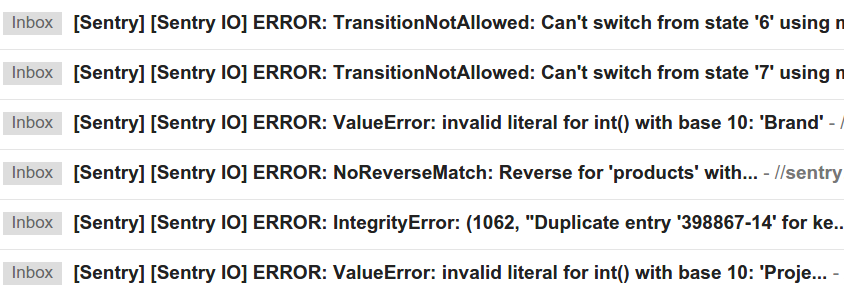 Inbox [Sentry] [Sentry IO] ERROR: TransitionNotAllowed: Can't switch from state '6' using
Inbox [Sentry] [Sentry IO] ERROR: TransitionNotAllowed: Can't switch from state '7' using
Inbox [Sentry] [Sentry IO] ERROR: ValueError: invalid literal for int() with base 10: 'Brand' - /
Inbox [Sentry] [Sentry IO] ERROR: NoReverseMatch: Reverse for 'products' with... - //sentry
Inbox [Sentry] [Sentry IO] ERROR: IntegrityError: (1062, "Duplicate entry '398867-14' for ke...
Inbox [Sentry] [Sentry IO] ERROR: ValueError: invalid literal for int() with base 10: 'Proje... -